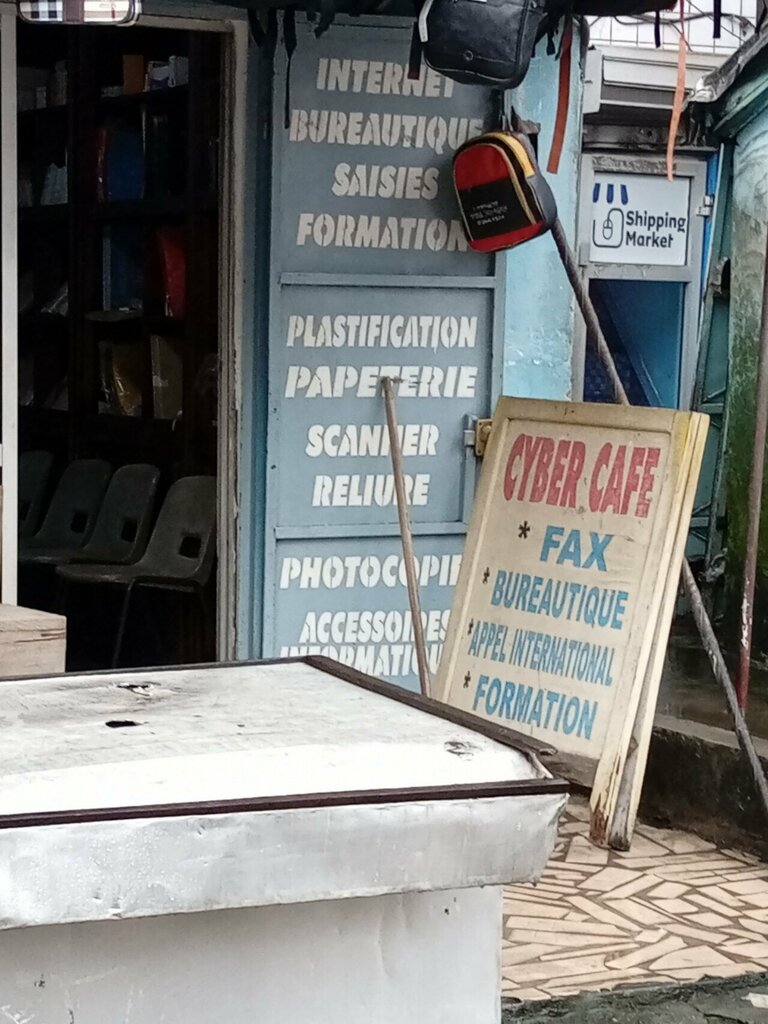 INTERNET
BUREAUTIQUE
SAISIES
FORMATION
PLASTIFICATION
PAPETERIE
SCANNER
RELIURE
PHOTOCOPIE
ACCESSOIRES
INFORMATIQUE
Shipping
Market
CYBER CAFE
* FAX
* BUREAUTIQUE
* APPEL INTERNATIONAL
* FORMATION